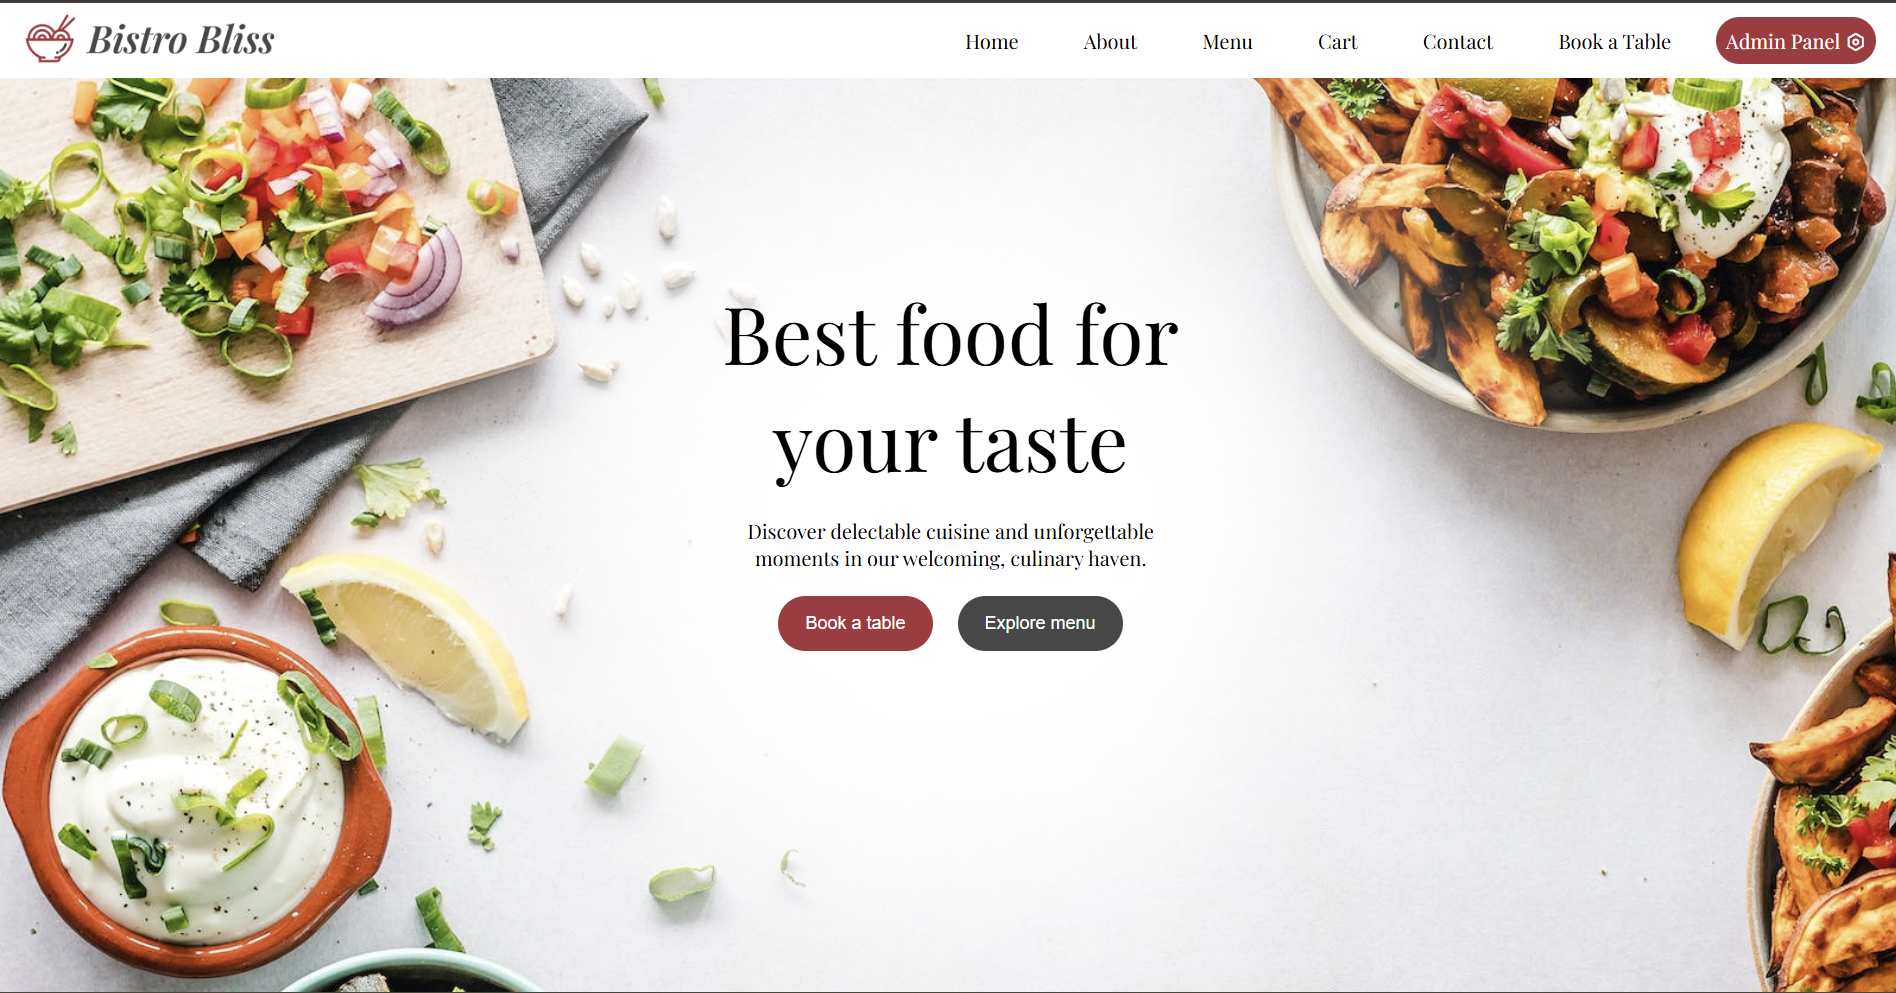 Bistro Bliss
Home About Menu Cart Contact Book a Table Admin Panel
Best food for
your taste
Discover delectable cuisine and unforgettable
moments in our welcoming, culinary haven.
Book a table Explore menu